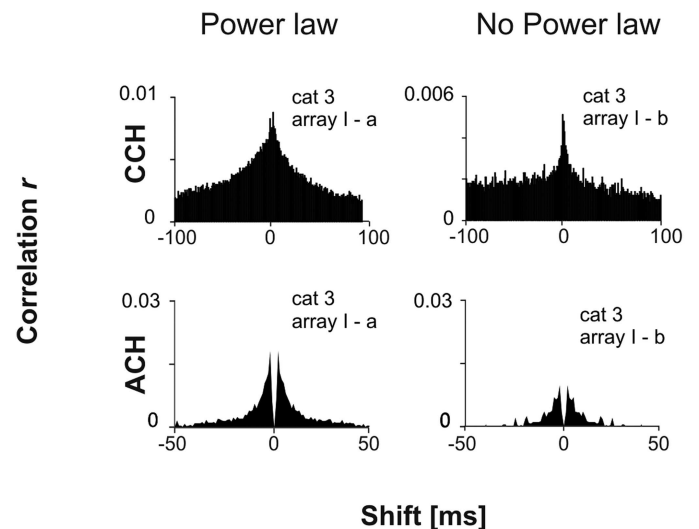 Power law
No Power law
Correlation r
CCH
0.01
0
cat 3
array I - a
-100
0
100
0.006
0
cat 3
array I - b
-100
0
100
ACH
0.03
0
cat 3
array I - a
-50
0
50
0.03
0
cat 3
array I - b
-50
0
50
Shift [ms]